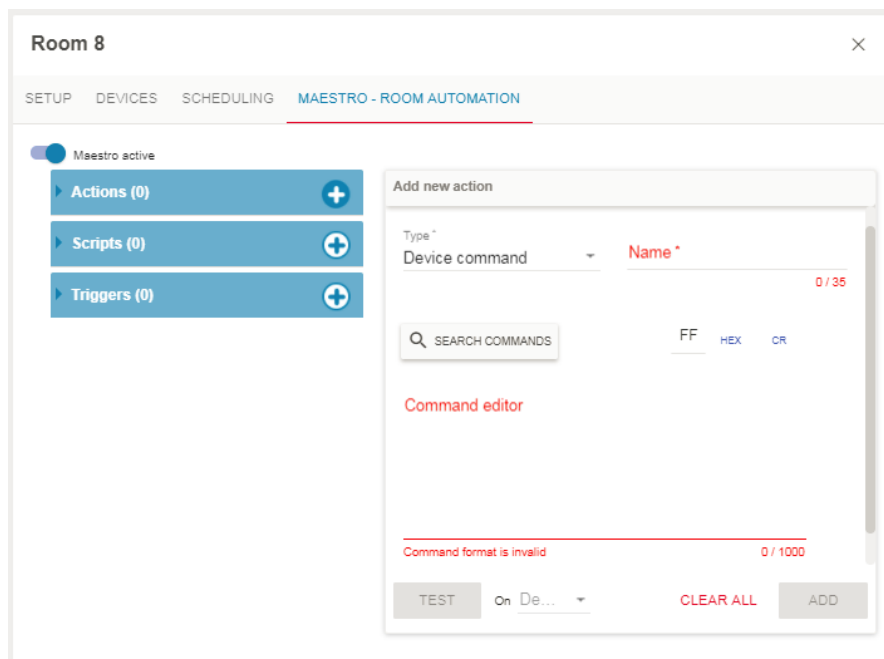 Room 8
SETUP DEVICES SCHEDULING MAESTRO - ROOM AUTOMATION
Maestro active
Actions (0)
Scripts (0)
Triggers (0)
Add new action
Type *
Device command
Name *
0 / 35
SEARCH COMMANDS
FF HEX CR
Command editor
Command format is invalid 0 / 1000
TEST On De... CLEAR ALL ADD